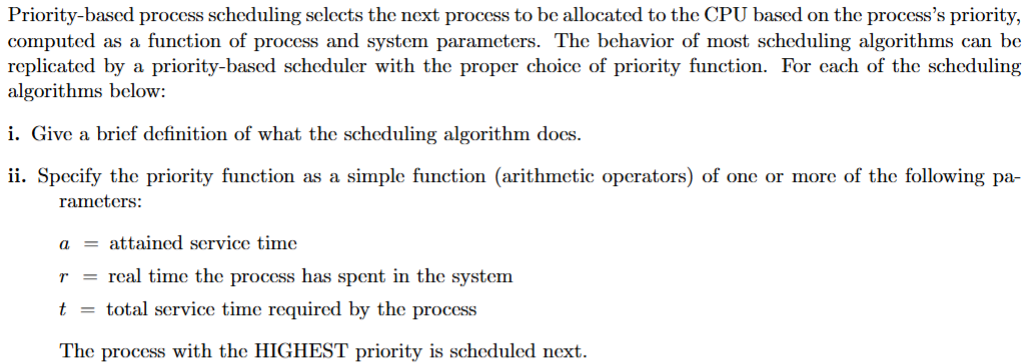 Priority-based process scheduling selects the next process to be allocated to the CPU based on the process's priority,
computed as a function of process and system parameters. The behavior of most scheduling algorithms can be
replicated by a priority-based scheduler with the proper choice of priority function. For each of the scheduling
algorithms below:
i. Give a brief definition of what the scheduling algorithm does.
ii. Specify the priority function as a simple function (arithmetic operators) of one or more of the following pa-
rameters:
a = attained service time
r = real time the process has spent in the system
t = total service time required by the process
The process with the HIGHEST priority is scheduled next.